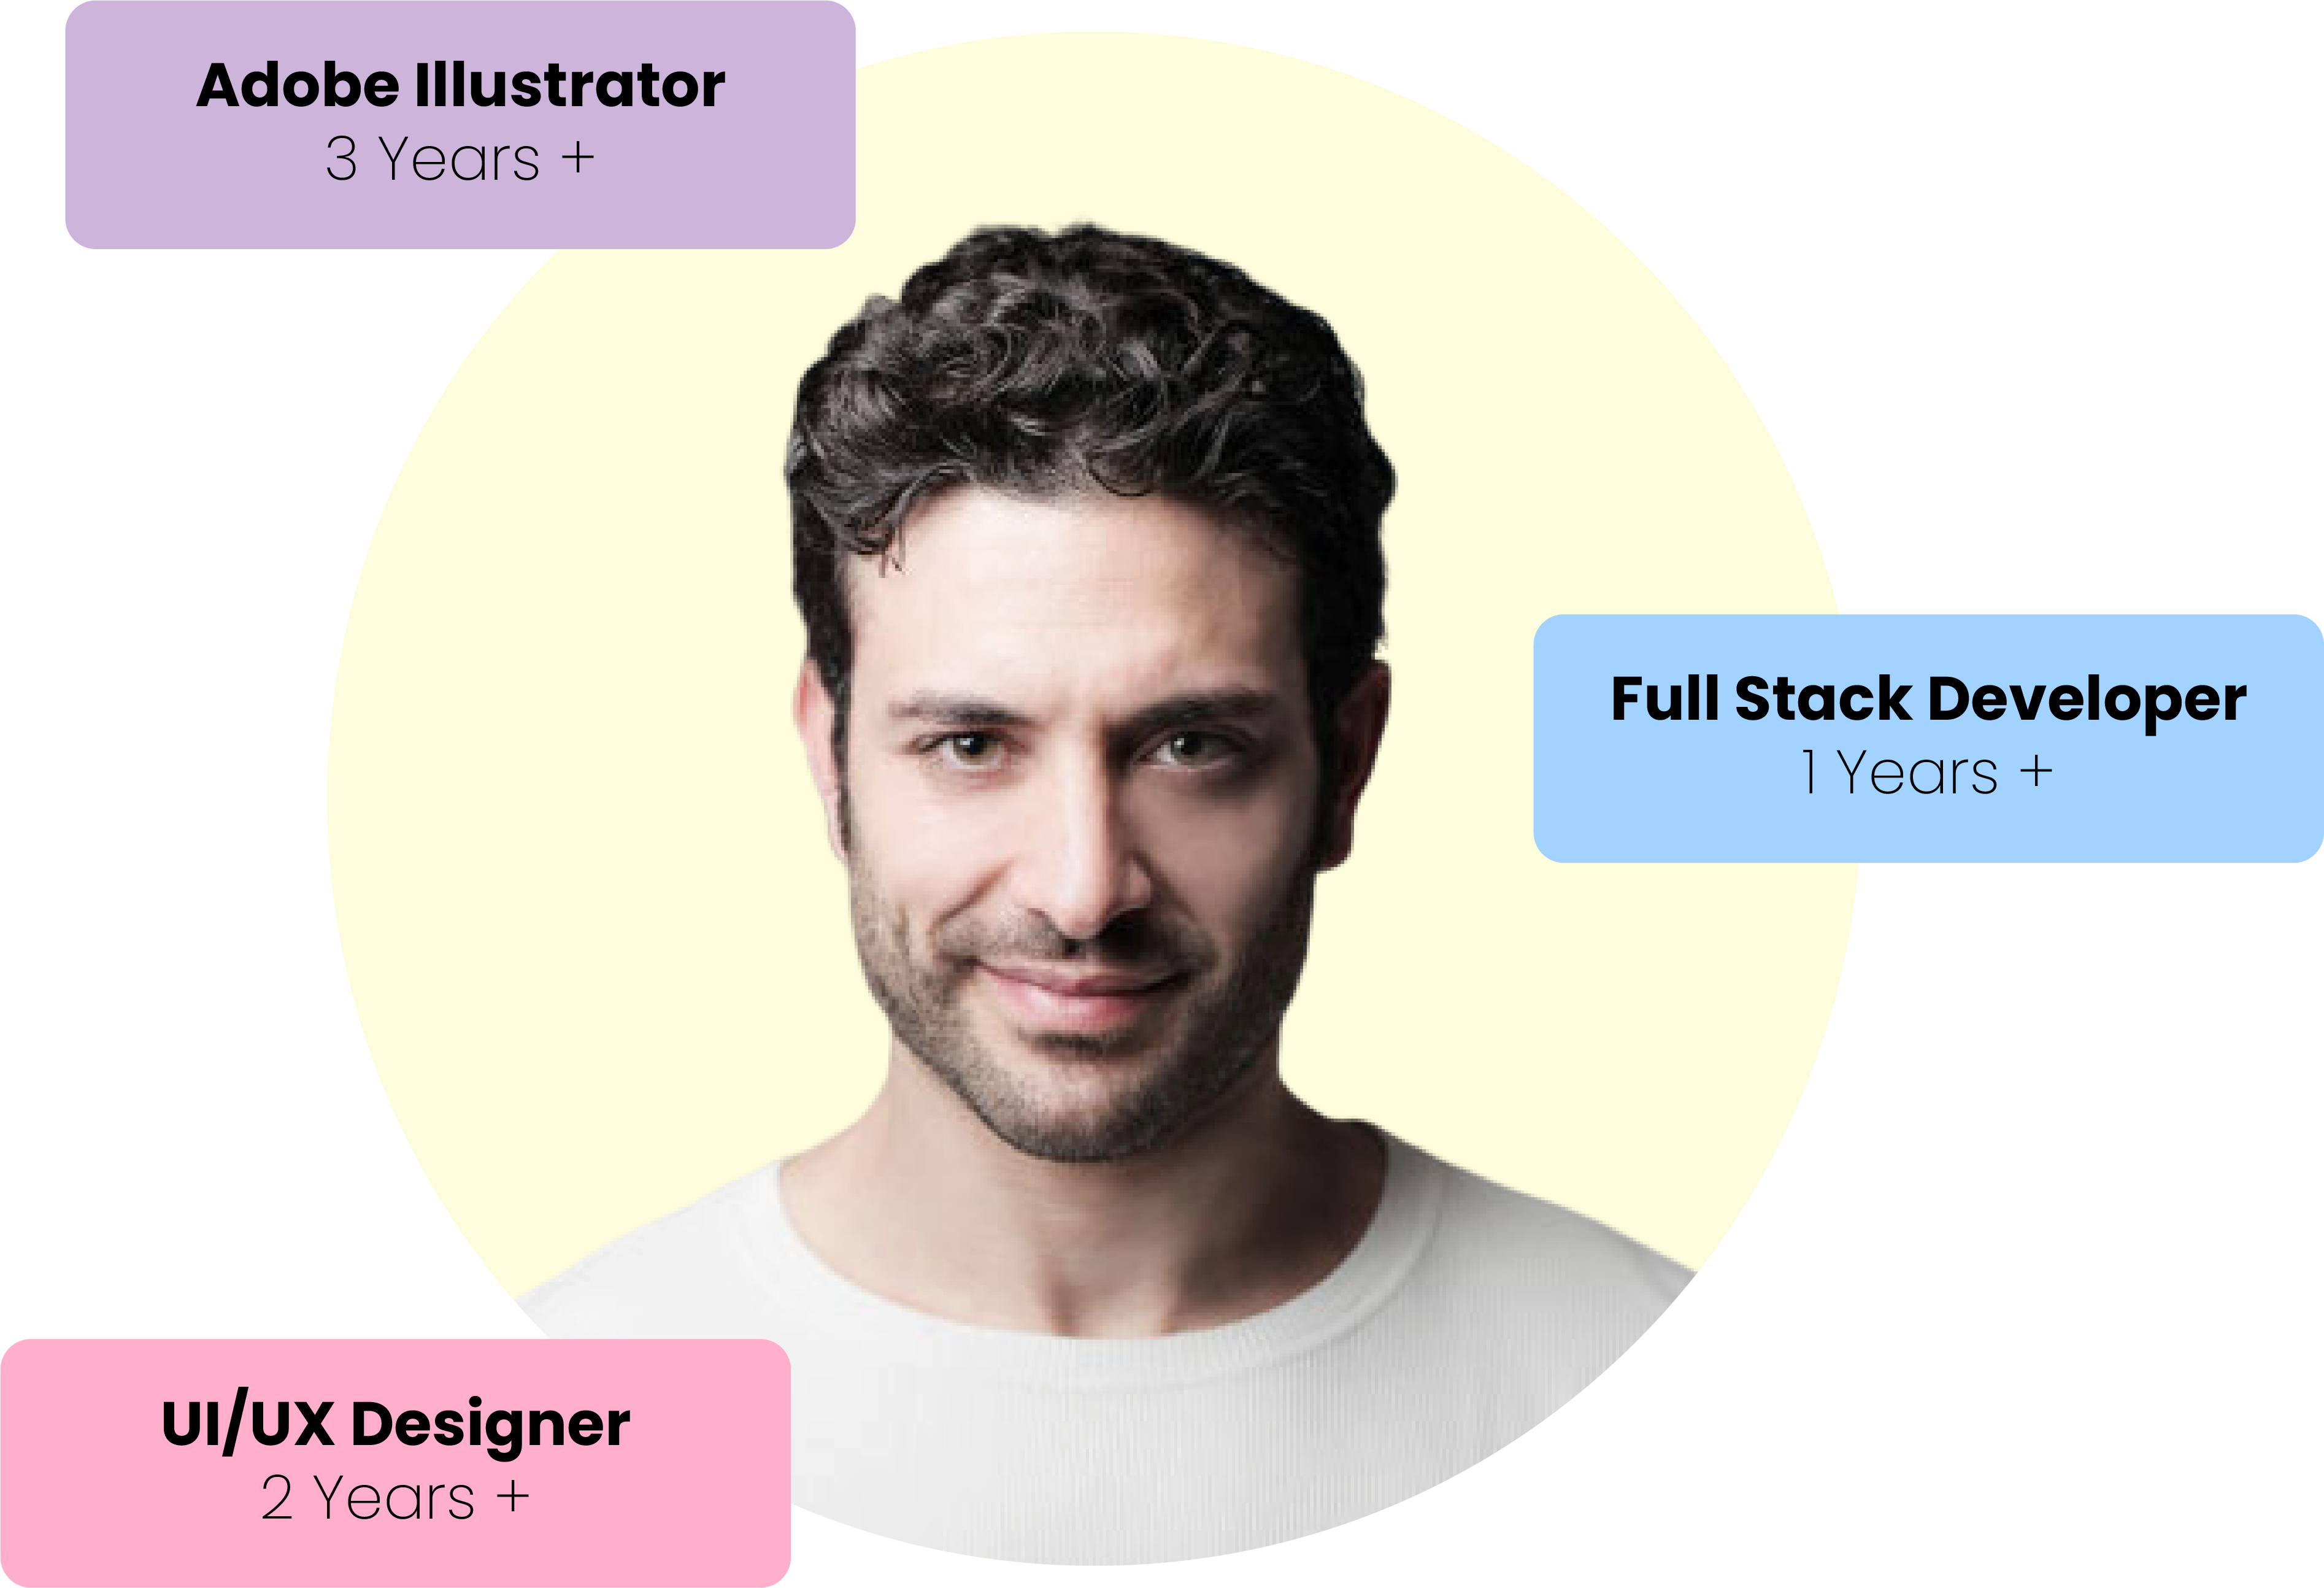 Adobe Illustrator
3 Years +
Full Stack Developer
1 Years +
UI/UX Designer
2 Years +